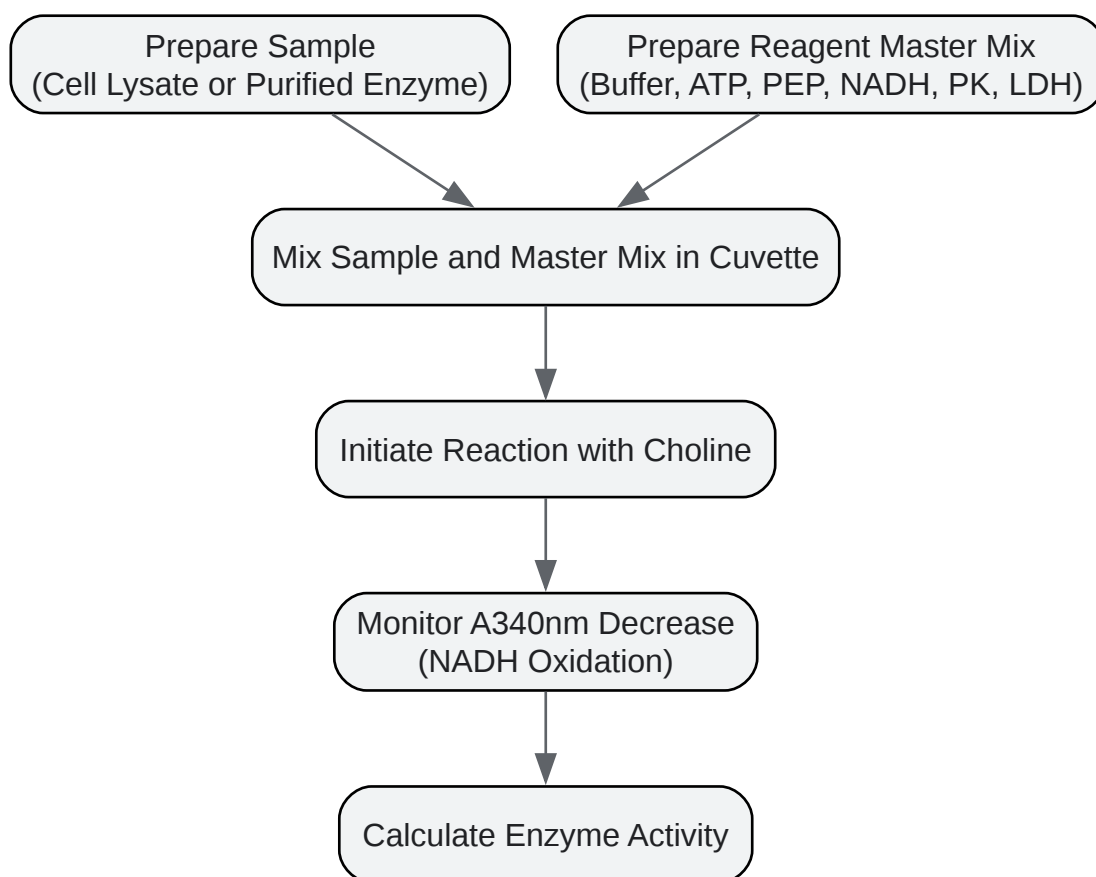 Prepare Sample
(Cell Lysate or Purified Enzyme)
Prepare Reagent Master Mix
(Buffer, ATP, PEP, NADH, PK, LDH)
Mix Sample and Master Mix in Cuvette
Initiate Reaction with Choline
Monitor A340nm Decrease
(NADH Oxidation)
Calculate Enzyme Activity